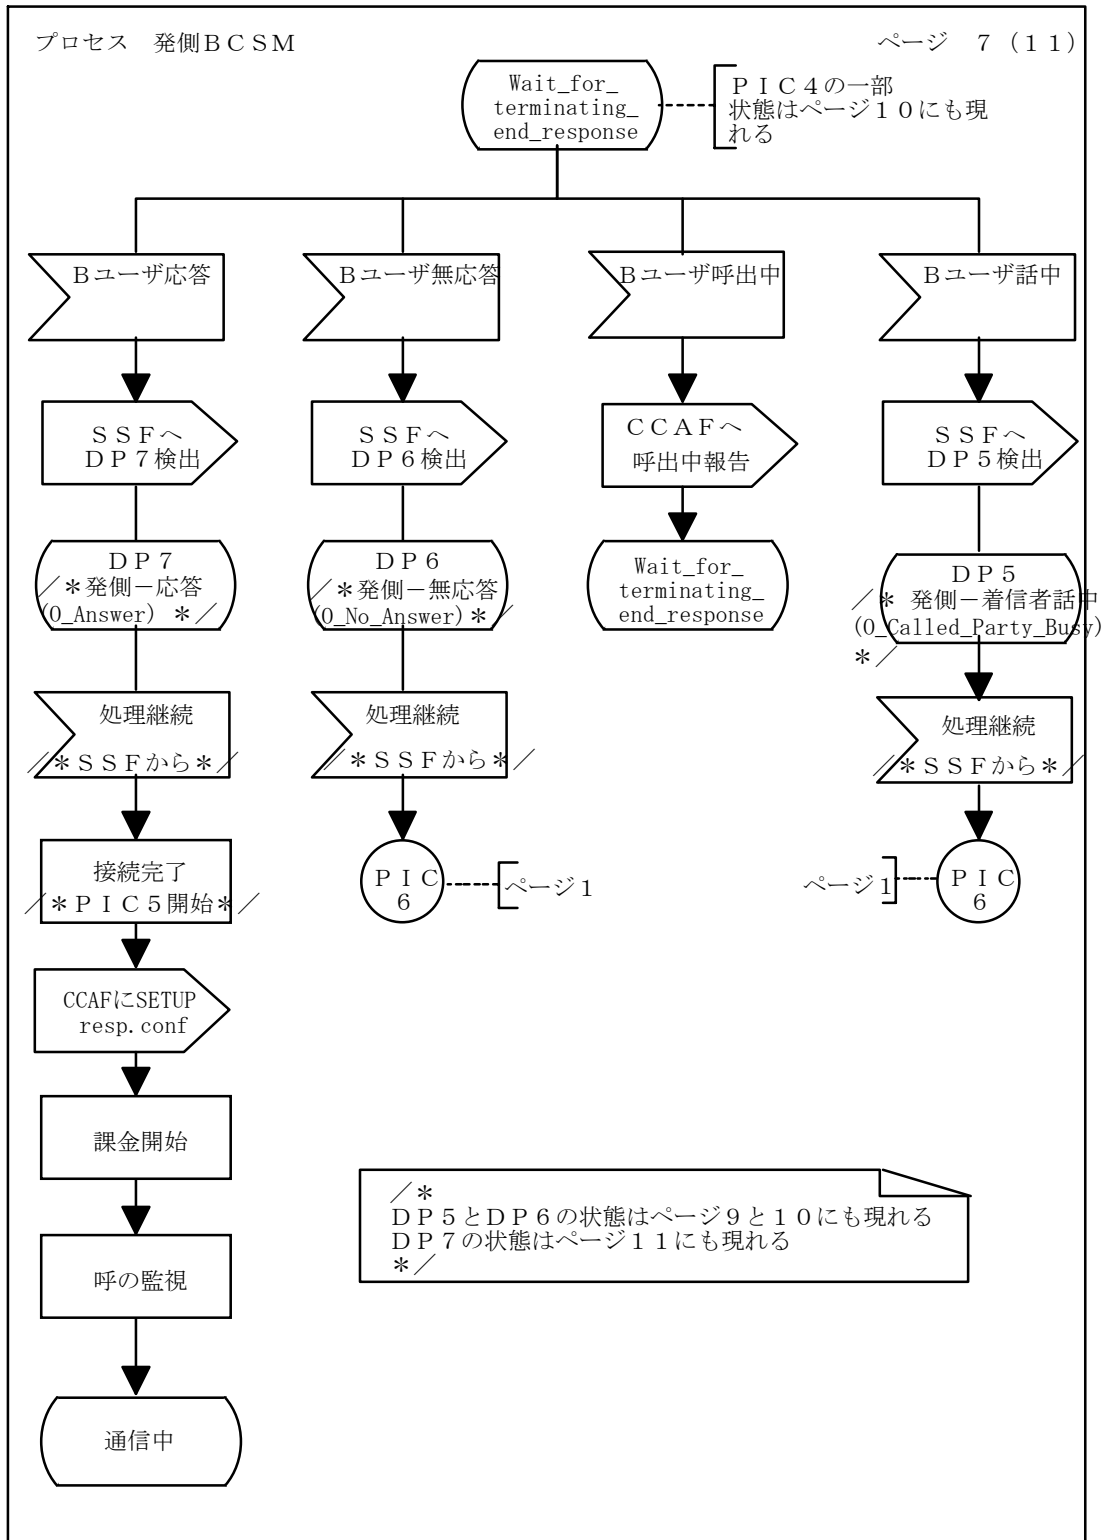 プロセス　発側ＢＣＳＭ
ページ　７（１１）
Wait_for_
terminating_
end_response
ＰＩＣ４の一部
状態はページ１０にも現
れる
Ｂユーザ応答
Ｂユーザ無応答
Ｂユーザ呼出中
Ｂユーザ話中
ＳＳＦへ
ＤＰ７検出
ＳＳＦへ
ＤＰ６検出
ＣＣＡＦへ
呼出中報告
ＳＳＦへ
ＤＰ５検出
ＤＰ７
／＊発側－応答
(O_Answer) ＊／
ＤＰ６
／＊発側－無応答
(O_No_Answer)＊／
Wait_for_
terminating_
end_response
ＤＰ５
／＊ 発側－着信者話中
(O_Called_Party_Busy)
＊／
処理継続
／＊ＳＳＦから＊／
処理継続
／＊ＳＳＦから＊／
処理継続
／＊ＳＳＦから＊／
接続完了
／＊ＰＩＣ５開始＊／
ＰＩＣ
６
ページ１
ページ１
ＰＩＣ
６
CCAFにSETUP
resp.conf
課金開始
呼の監視
／＊
ＤＰ５とＤＰ６の状態はページ９と１０にも現れる
ＤＰ７の状態はページ１１にも現れる
＊／
通信中